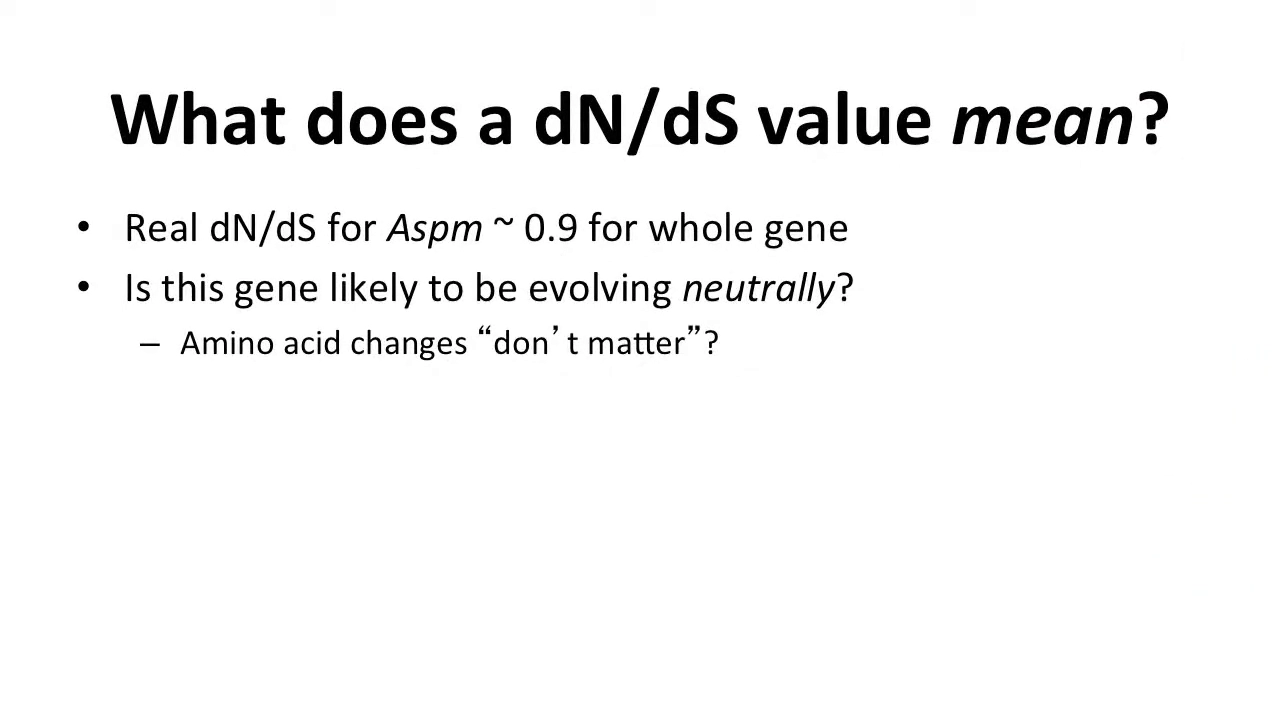 What does a dN/dS value mean?
• Real dN/dS for Aspm ~ 0.9 for whole gene
• Is this gene likely to be evolving neutrally?
– Amino acid changes “don’t matter”?